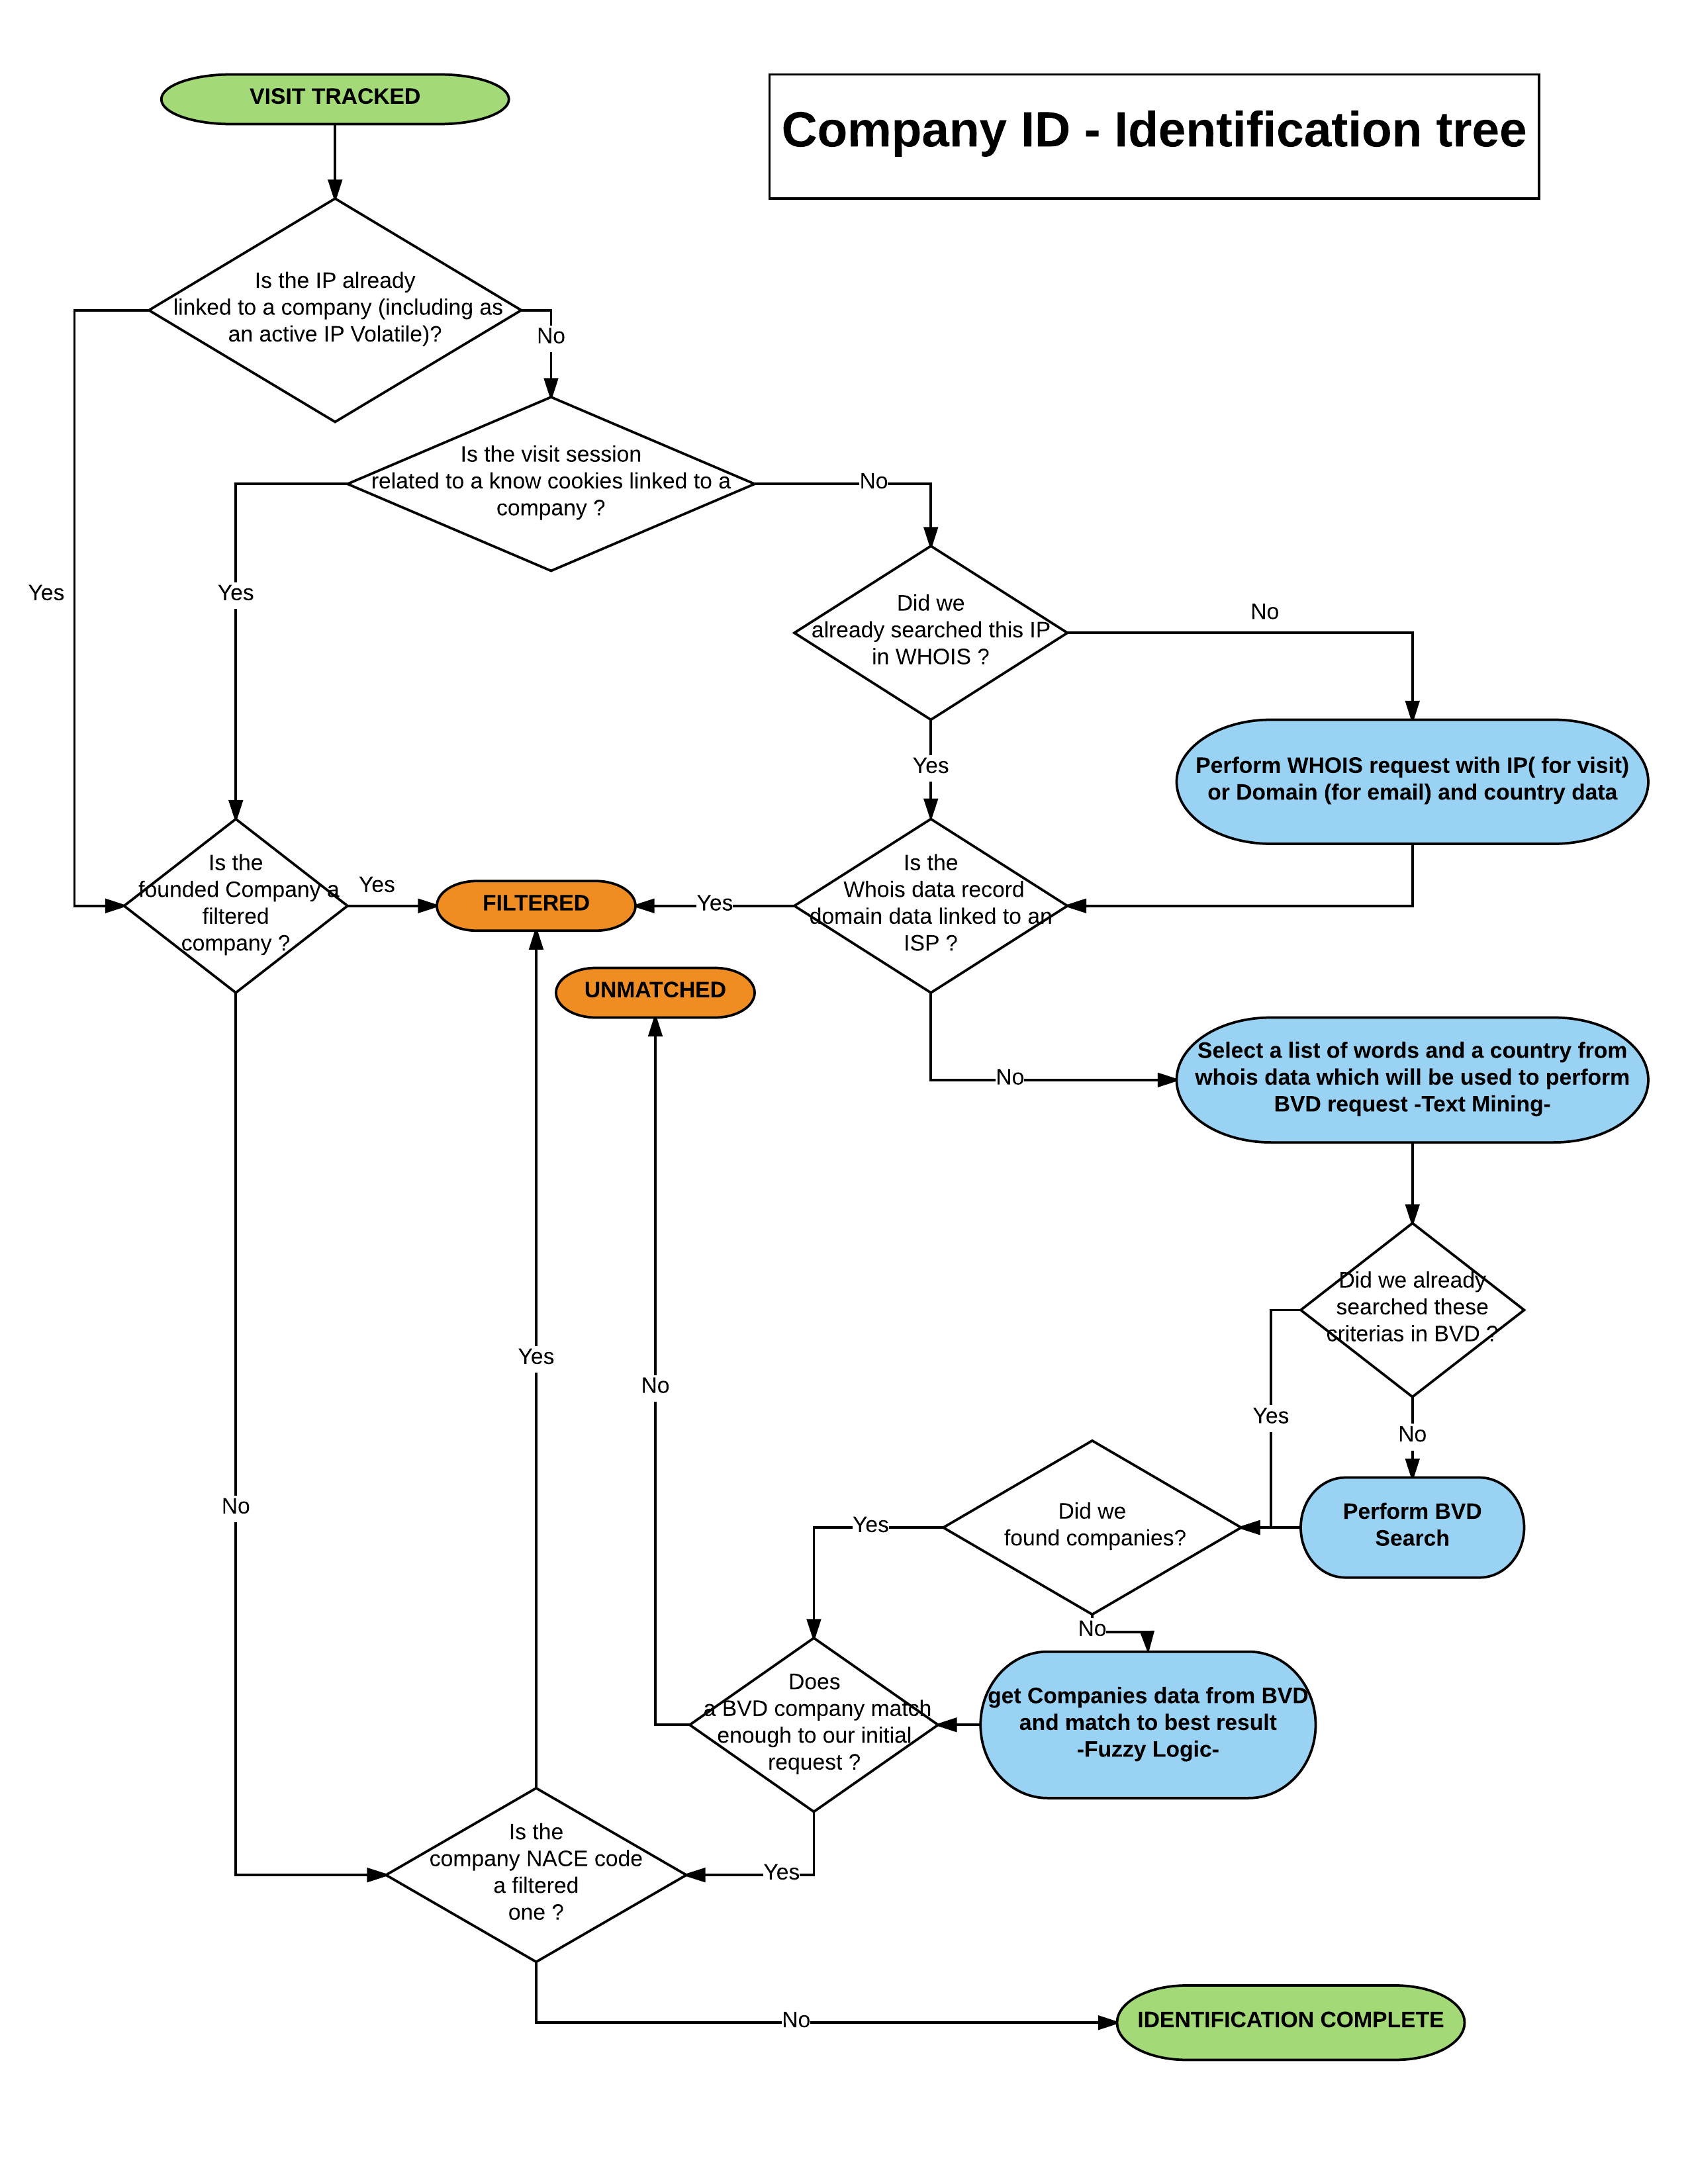 VISIT TRACKED
Company ID - Identification tree
Is the IP already
linked to a company (including as
an active IP Volatile)?
No
Is the visit session
related to a know cookies linked to a
company ?
No
Yes
Yes
Did we
already searched this IP
in WHOIS ?
No
Yes
Perform WHOIS request with IP( for visit)
or Domain (for email) and country data
Is the
founded Company a
filtered
company ?
Yes
FILTERED
Yes
Is the
Whois data record
domain data linked to an
ISP ?
UNMATCHED
No
Select a list of words and a country from
whois data which will be used to perform
BVD request -Text Mining-
Did we already
searched these
criterias in BVD ?
Yes
No
Yes
No
No
Perform BVD
Search
Did we
found companies?
Yes
No
Does
a BVD company match
enough to our initial
request ?
get Companies data from BVD
and match to best result
-Fuzzy Logic-
Is the
company NACE code
a filtered
one ?
Yes
No
IDENTIFICATION COMPLETE